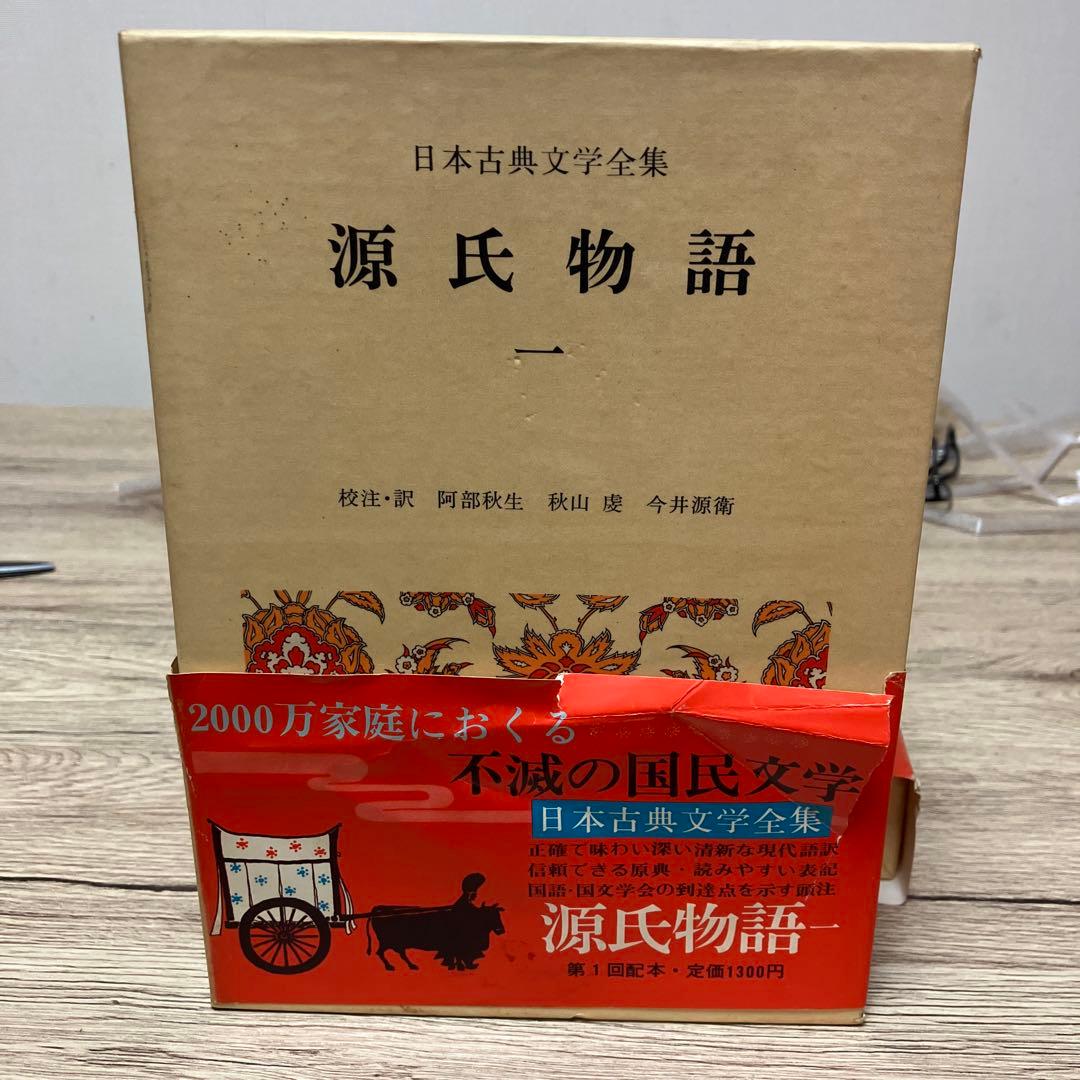 日本古典文学全集
源氏物語
一
校注・訳 阿部秋生 秋山虔 今井源衛
2000万家庭におくる
不滅の国民文学
日本古典文学全集
正確で味わい深い清新な現代語訳
信頼できる原典・読みやすい表記
国語・国文学会の到達点を示す頭注
源氏物語一
第1回配本・定価1300円